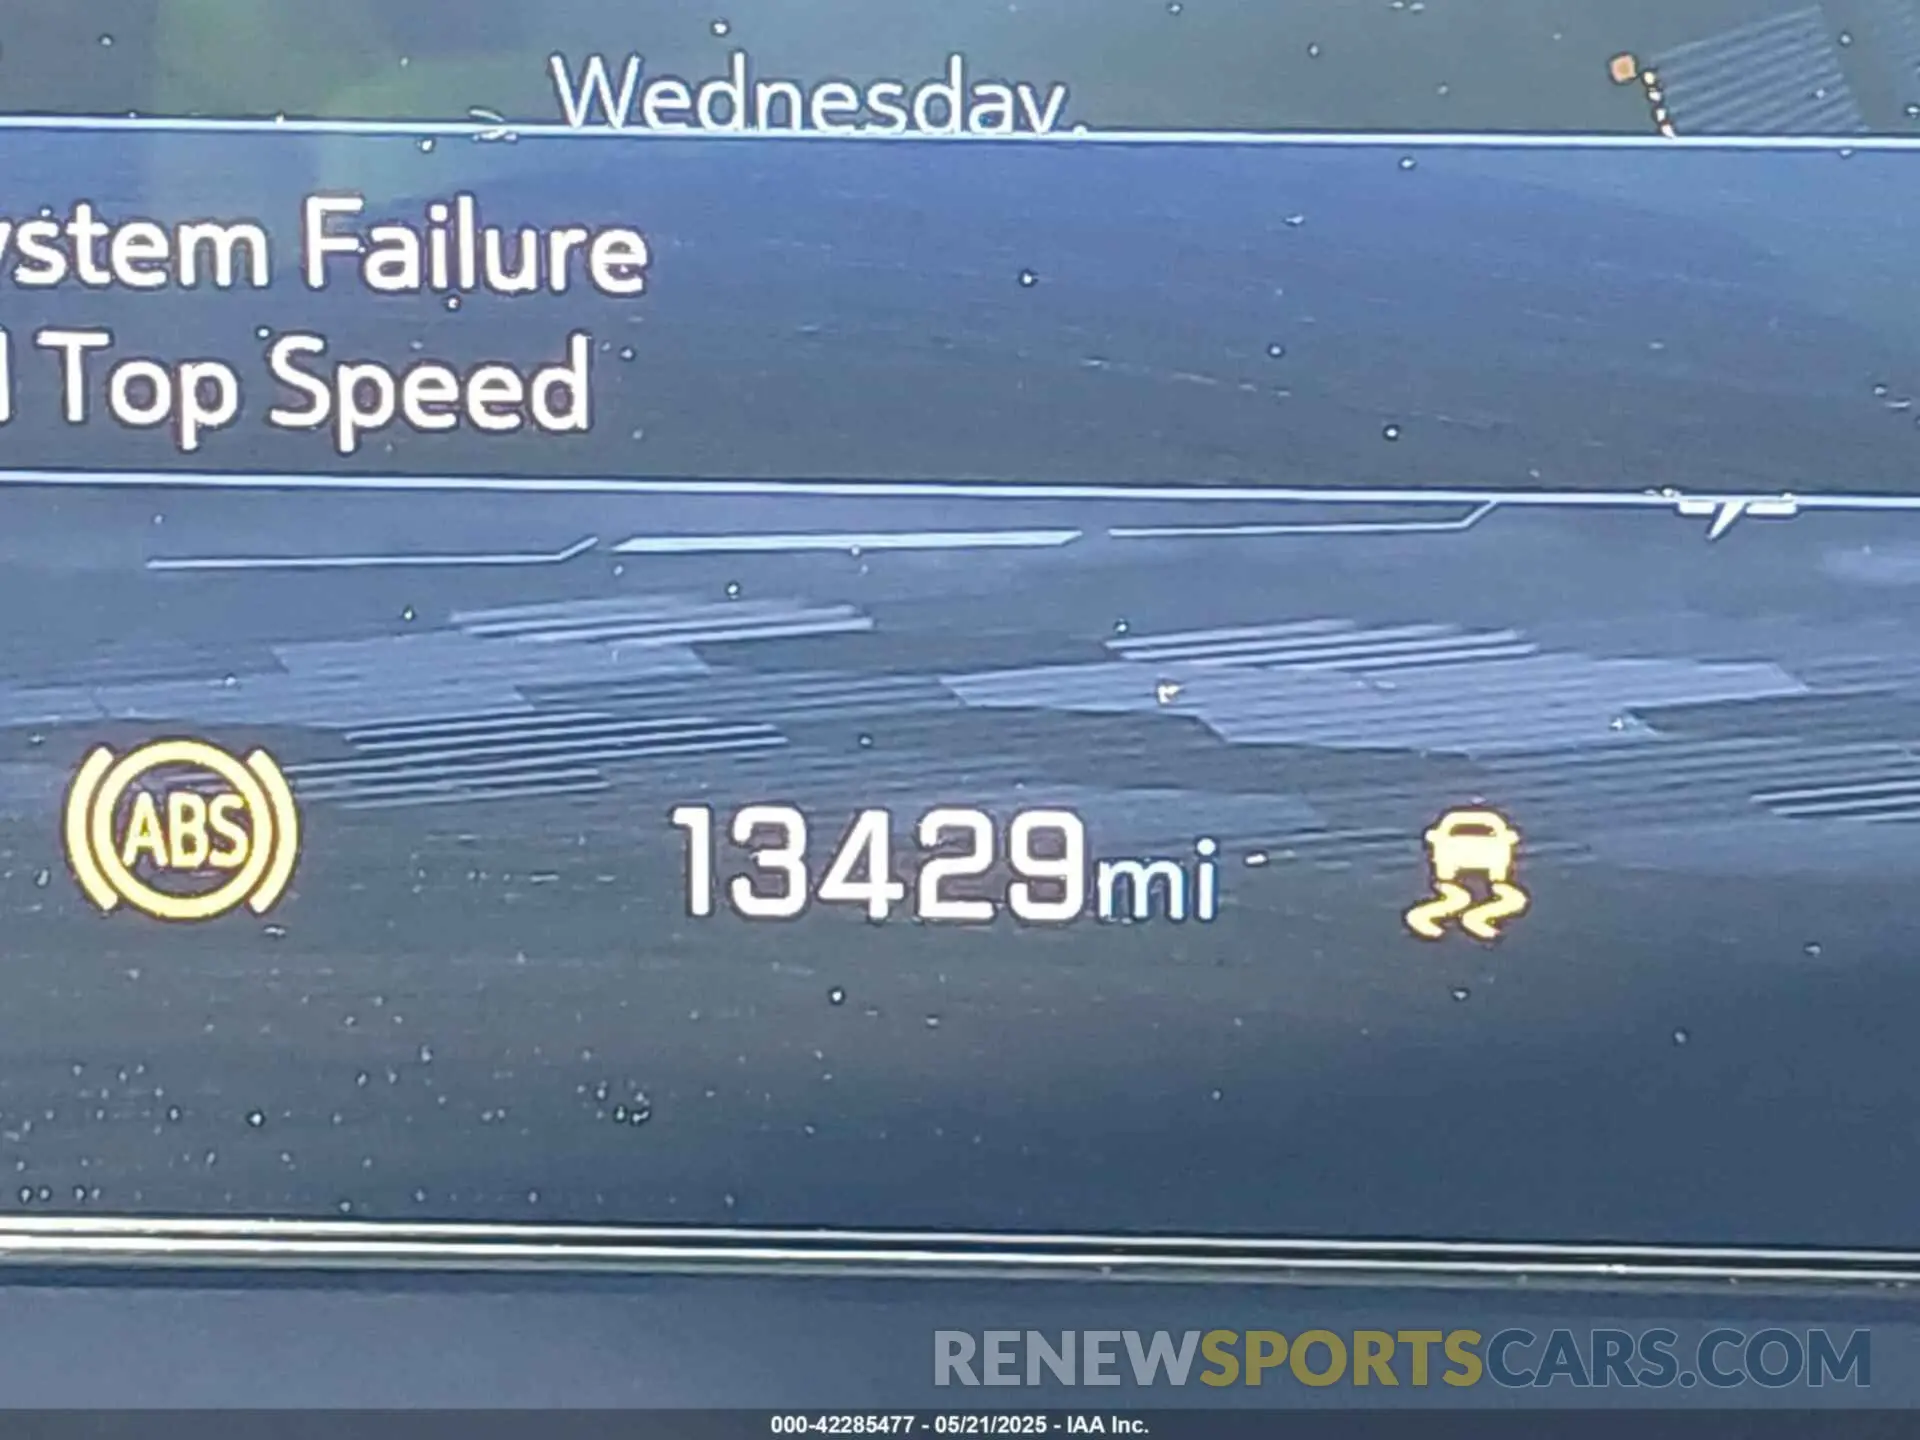 Wednesday,
ystem Failure
Top Speed
ABS
13429mi
RENEWSPORTSCARS.COM
000-42285477 - 05/21/2025 - IAA Inc.